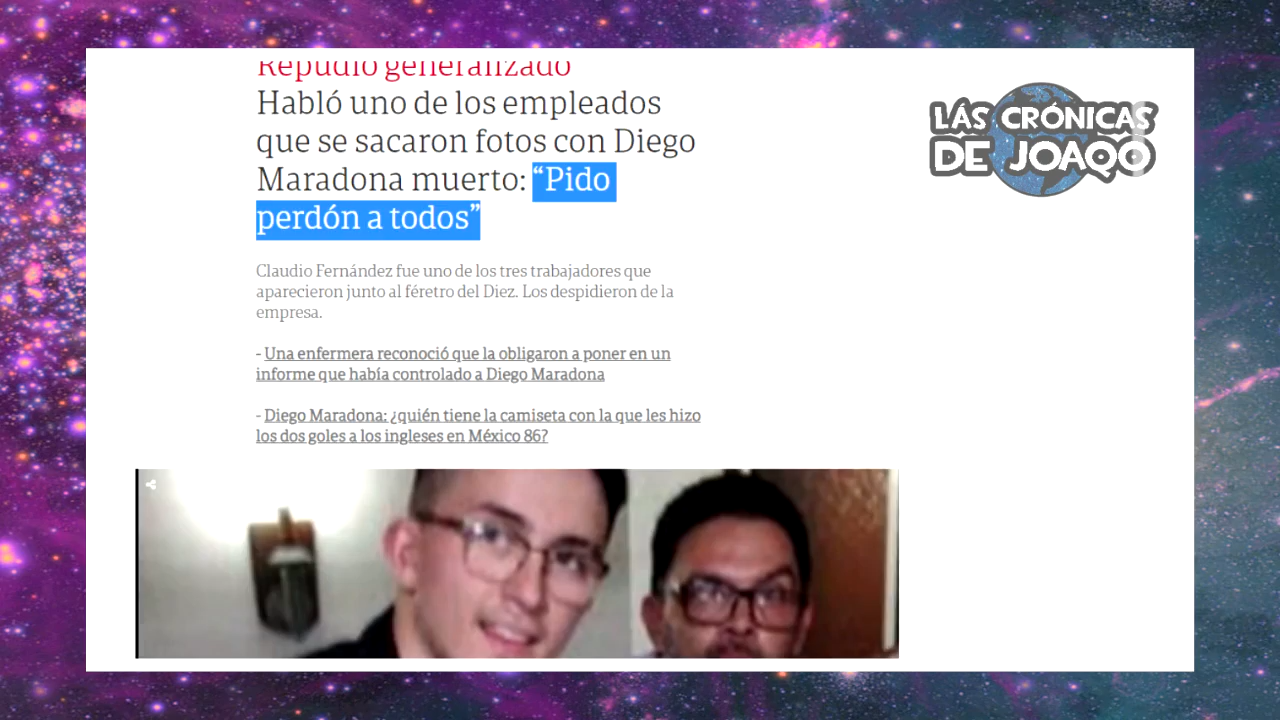 Repudio generalizado
Habló uno de los empleados
que se sacaron fotos con Diego
Maradona muerto: “Pido
perdón a todos”
Claudio Fernández fue uno de los tres trabajadores que
aparecieron junto al féretro del Diez. Los despidieron de la
empresa.
- Una enfermera reconoció que la obligaron a poner en un
informe que había controlado a Diego Maradona
- Diego Maradona: ¿quién tiene la camiseta con la que les hizo
los dos goles a los ingleses en México 86?
LÁS CRÓNICAS
DE JOAQO